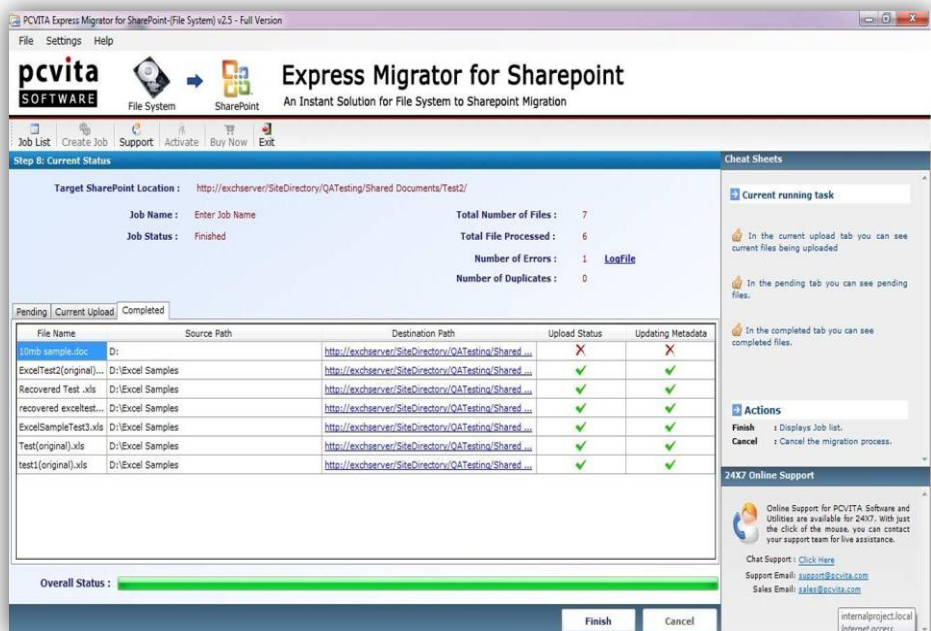 PCVITA Express Migrator for SharePoint-(File System) v2.5 - Full Version
File Settings Help
pcvita
SOFTWARE
File System
SharePoint
Express Migrator for Sharepoint
An Instant Solution for File System to Sharepoint Migration
Job List Create Job Support Activate Buy Now Exit
Step 8: Current Status
Target SharePoint Location : http://exchserver/SiteDirectory/QATesting/Shared Documents/Test2/
Job Name : Enter Job Name
Total Number of Files : 7
Job Status : Finished
Total File Processed : 6
Number of Errors : 1 LogFile
Number of Duplicates : 0
Pending Current Upload Completed
File Name Source Path Destination Path Upload Status Updating Metadata
10mb sample.doc D: http://exchserver/SiteDirectory/QATesting/Shared ...
ExcelTest2(original)... D:\Excel Samples http://exchserver/SiteDirectory/QATesting/Shared ...
Recovered Test .xls D:\Excel Samples http://exchserver/SiteDirectory/QATesting/Shared ...
recovered exceltest... D:\Excel Samples http://exchserver/SiteDirectory/QATesting/Shared ...
ExcelSampleTest3.xls D:\Excel Samples http://exchserver/SiteDirectory/QATesting/Shared ...
Test(original).xls D:\Excel Samples http://exchserver/SiteDirectory/QATesting/Shared ...
test1(original).xls D:\Excel Samples http://exchserver/SiteDirectory/QATesting/Shared ...
Overall Status :
Finish Cancel
Cheat Sheets
Current running task
In the current upload tab you can see
current files being uploaded
In the pending tab you can see pending
files.
In the completed tab you can see
completed files.
Actions
Finish : Displays Job list.
Cancel : Cancel the migration process.
24X7 Online Support
Online Support for PCVITA Software and
Utilities are available for 24X7. With just
the click of the mouse, you can contact
your support team for live assistance.
Chat Support : Click Here
Support Email: support@pcvita.com
Sales Email: sales@pcvita.com
internalproject.local
Internet access